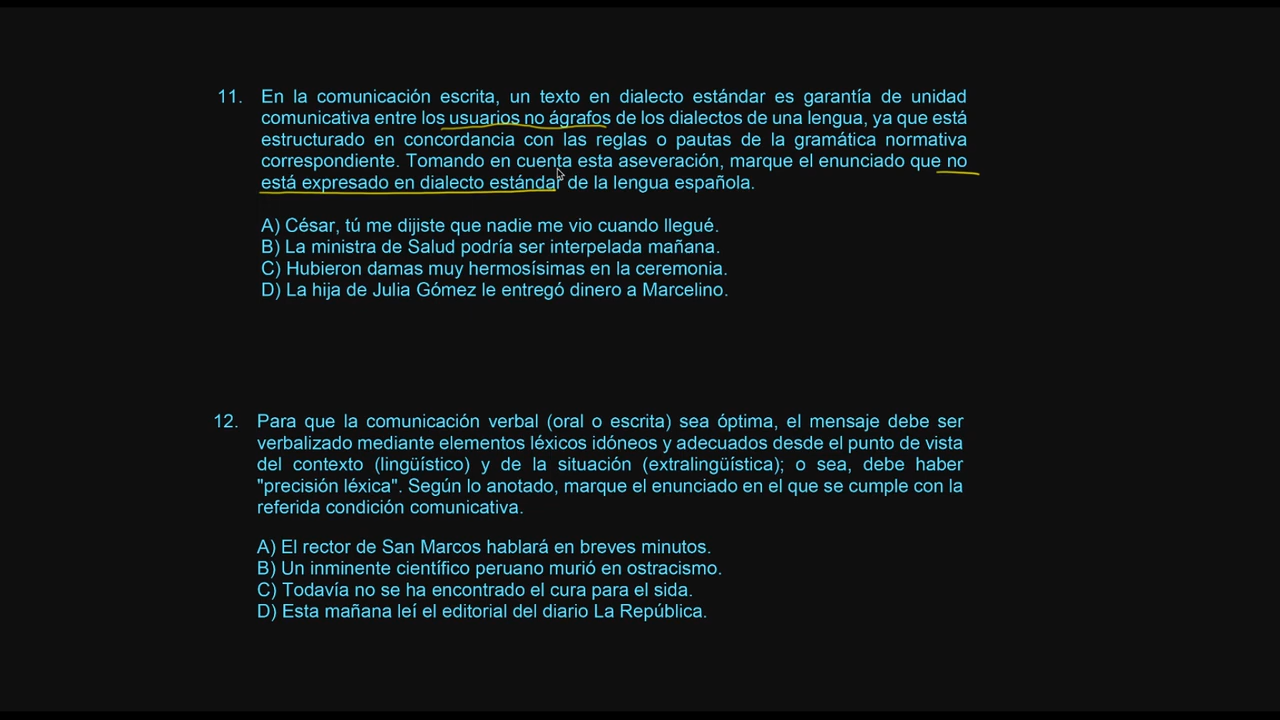 11. En la comunicación escrita, un texto en dialecto estándar es garantía de unidad
comunicativa entre los usuarios no ágrafos de los dialectos de una lengua, ya que está
estructurado en concordancia con las reglas o pautas de la gramática normativa
correspondiente. Tomando en cuenta esta aseveración, marque el enunciado que no
está expresado en dialecto estándar de la lengua española.
A) César, tú me dijiste que nadie me vio cuando llegué.
B) La ministra de Salud podría ser interpelada mañana.
C) Hubieron damas muy hermosísimas en la ceremonia.
D) La hija de Julia Gómez le entregó dinero a Marcelino.
12. Para que la comunicación verbal (oral o escrita) sea óptima, el mensaje debe ser
verbalizado mediante elementos léxicos idóneos y adecuados desde el punto de vista
del contexto (lingüístico) y de la situación (extralingüística); o sea, debe haber
"precisión léxica". Según lo anotado, marque el enunciado en el que se cumple con la
referida condición comunicativa.
A) El rector de San Marcos hablará en breves minutos.
B) Un inminente científico peruano murió en ostracismo.
C) Todavía no se ha encontrado el cura para el sida.
D) Esta mañana leí el editorial del diario La República.